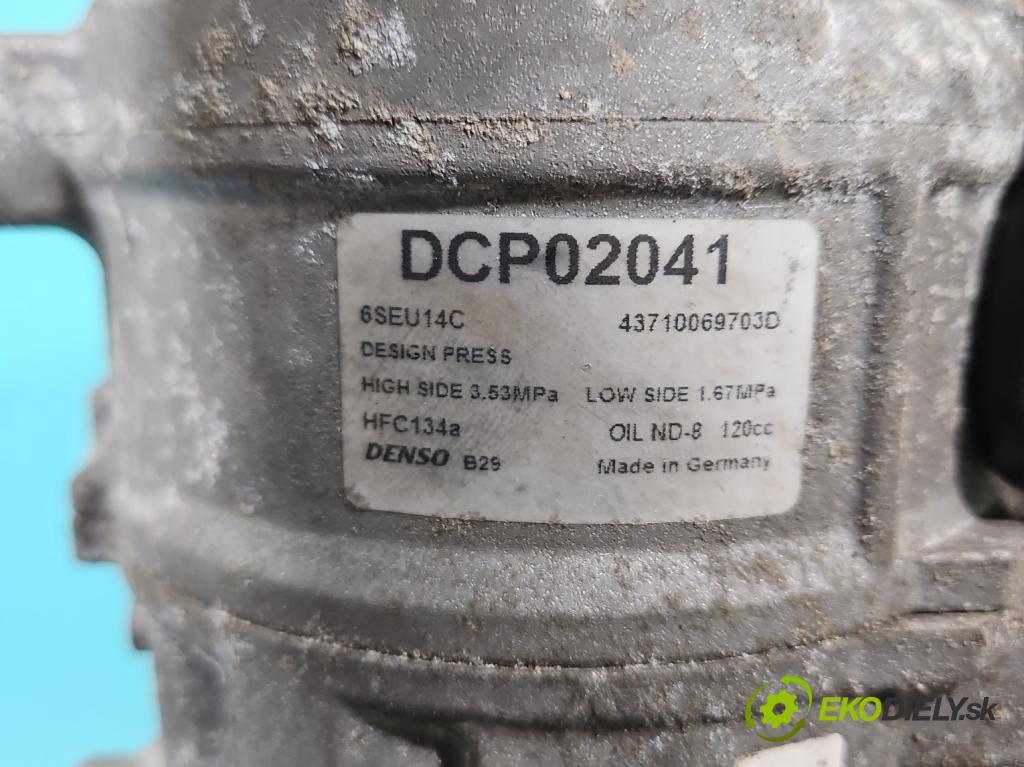 DCP02041
6SEU14C 43710069703D
DESIGN PRESS
HIGH SIDE 3.53MPa LOW SIDE 1.67MPa
HFC134a OIL ND-8 120cc
DENSO B29 Made in Germany
EKODIELY.sk